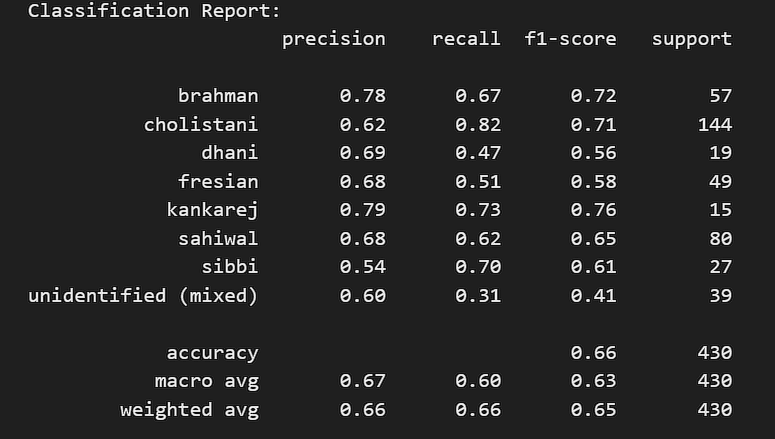 Classification Report:
precision recall f1-score support
brahman 0.78 0.67 0.72 57
cholistani 0.62 0.82 0.71 144
dhani 0.69 0.47 0.56 19
fresian 0.68 0.51 0.58 49
kankarej 0.79 0.73 0.76 15
sahiwal 0.68 0.62 0.65 80
sibbi 0.54 0.70 0.61 27
unidentified (mixed) 0.60 0.31 0.41 39
accuracy 0.66 430
macro avg 0.67 0.60 0.63 430
weighted avg 0.66 0.66 0.65 430